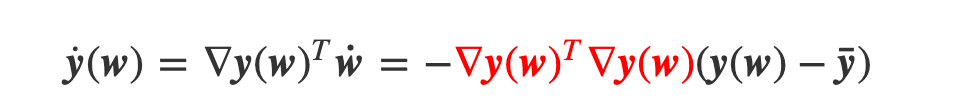 ẏ(w) = ∇y(w)ᵀẇ = −∇y(w)ᵀ∇y(w)(y(w) − ȳ)